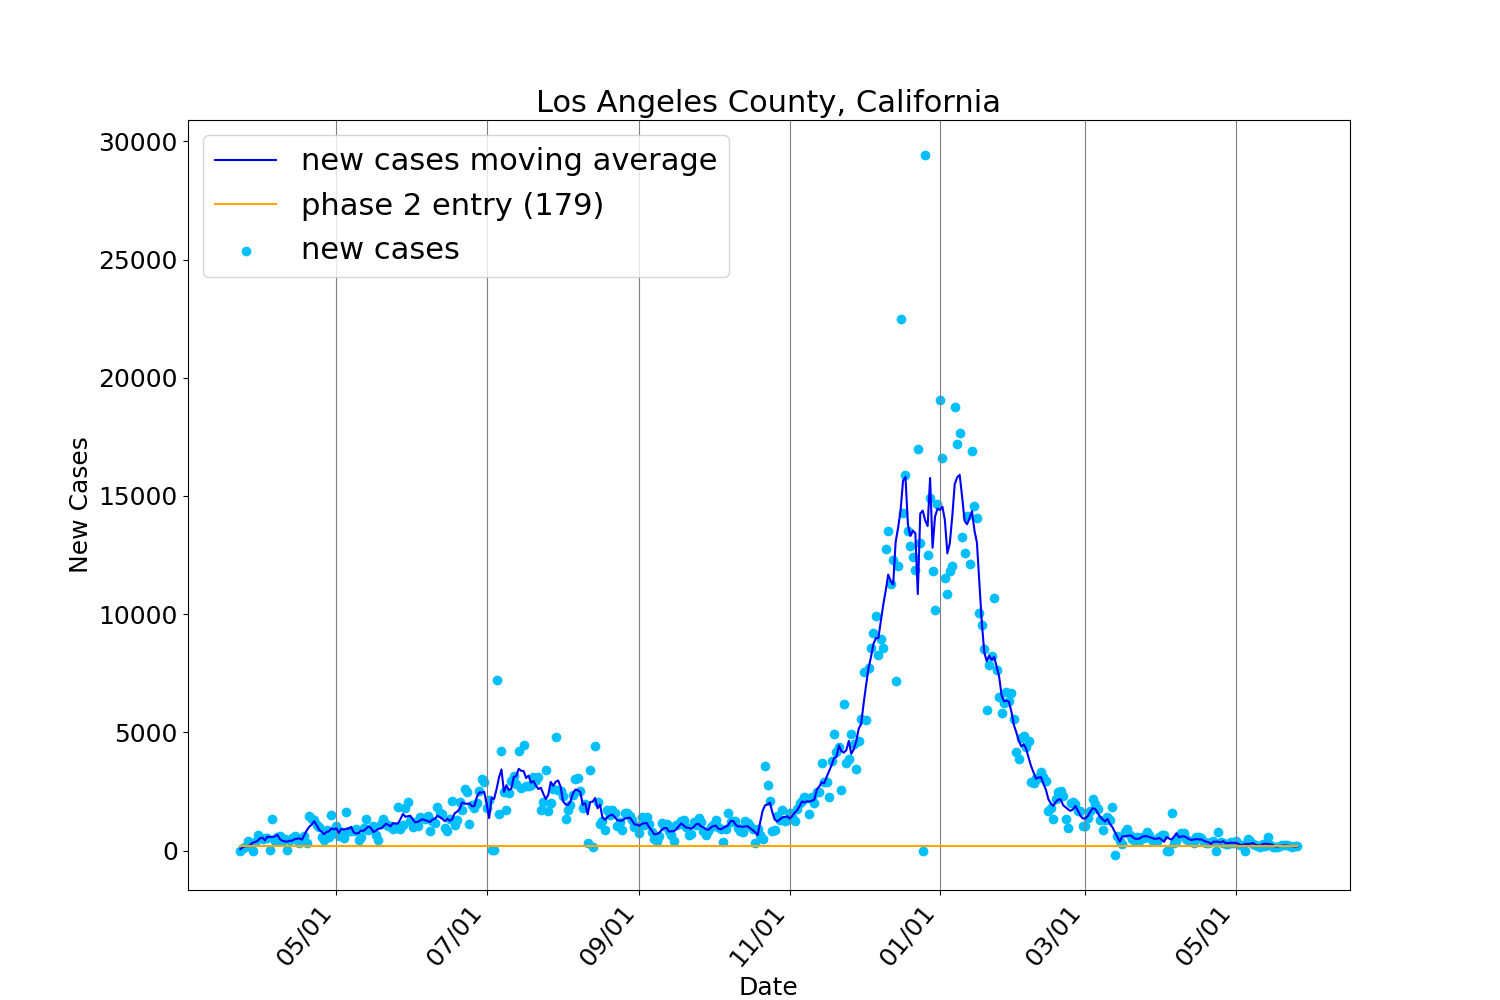 Los Angeles County, California
30000
25000
20000
15000
10000
5000
0
New Cases
new cases moving average
phase 2 entry (179)
new cases
05/01
07/01
09/01
11/01
01/01
03/01
05/01
Date